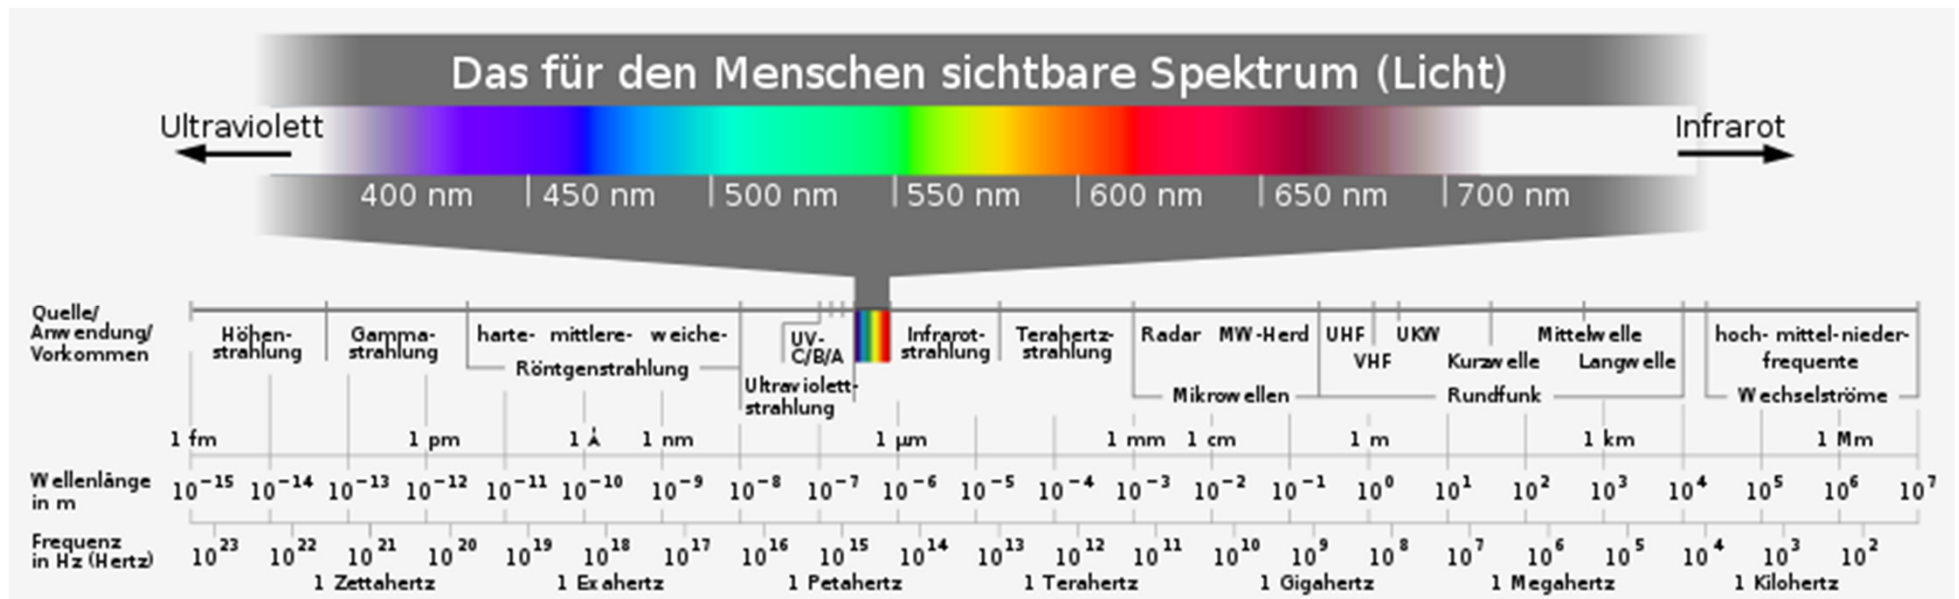 Das für den Menschen sichtbare Spektrum (Licht)
Ultraviolett
Infrarot
400 nm 450 nm 500 nm 550 nm 600 nm 650 nm 700 nm
Quelle/
Anwendung/
Vorkommen
Höhen-
strahlung
Gamma-
strahlung
harte- mittlere- weiche-
Röntgenstrahlung
UV-
C/B/A
Ultraviolett-
strahlung
Infrarot-
strahlung
Terahertz-
strahlung
Radar MW-Herd
Mikrowellen
UHF UKW Mittelwelle
VHF Kurzwelle Langwelle
Rundfunk
hoch- mittel-nieder-
frequente
Wechselströme
1 fm 1 pm 1 Å 1 nm 1 µm 1 mm 1 cm 1 m 1 km 1 Mm
Wellenlänge
in m
10⁻¹⁵ 10⁻¹⁴ 10⁻¹³ 10⁻¹² 10⁻¹¹ 10⁻¹⁰ 10⁻⁹ 10⁻⁸ 10⁻⁷ 10⁻⁶ 10⁻⁵ 10⁻⁴ 10⁻³ 10⁻² 10⁻¹ 10⁰ 10¹ 10² 10³ 10⁴ 10⁵ 10⁶ 10⁷
Frequenz
in Hz (Hertz)
10²³ 10²² 10²¹ 10²⁰ 10¹⁹ 10¹⁸ 10¹⁷ 10¹⁶ 10¹⁵ 10¹⁴ 10¹³ 10¹² 10¹¹ 10¹⁰ 10⁹ 10⁸ 10⁷ 10⁶ 10⁵ 10⁴ 10³ 10²
1 Zettahertz 1 Exahertz 1 Petahertz 1 Terahertz 1 Gigahertz 1 Megahertz 1 Kilohertz